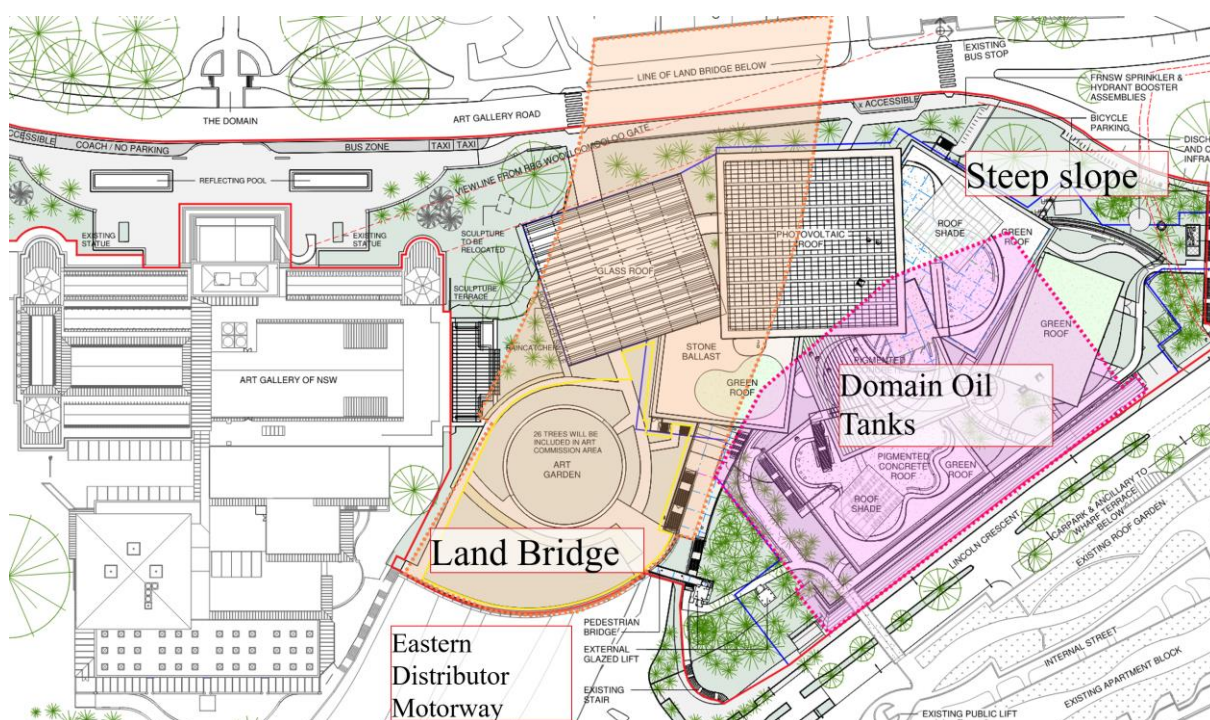 LINE OF LAND BRIDGE BELOW
EXISTING
BUS STOP
FRNSW SPRINKLER &
HYDRANT BOOSTER
ASSEMBLIES
BICYCLE
PARKING
THE DOMAIN
ART GALLERY ROAD
ACCESSIBLE
ACCESSIBLE
COACH / NO PARKING
BUS ZONE
TAXI
TAXI
VIEWLINE FROM RBG WOOLLOOMOOLOO GATE
REFLECTING POOL
Steep slope
EXISTING
STATUE
EXISTING
STATUE
SCULPTURE
TO BE
RELOCATED
ROOF
SHADE
GREEN
ROOF
PHOTOVOLTAIC
ROOF
GLASS ROOF
SCULPTURE
TERRACE
GREEN
ROOF
STONE
BALLAST
PIGMENTED
ART GALLERY OF NSW
GREEN
ROOF
Domain Oil
Tanks
26 TREES WILL BE
INCLUDED IN ART
COMMISSION AREA
ART
GARDEN
PIGMENTED
CONCRETE
ROOF
GREEN
ROOF
ROOF
SHADE
Land Bridge
LINCOLN CRESCENT
CARPARK & ANCILLARY TO
WHARF TERRACE
BELOW
EXISTING ROOF GARDEN
Eastern
Distributor
Motorway
PEDESTRIAN
BRIDGE
EXTERNAL
GLAZED LIFT
EXISTING
STAIR
INTERNAL STREET
EXISTING APARTMENT BLOCK
EXISTING PUBLIC LIFT